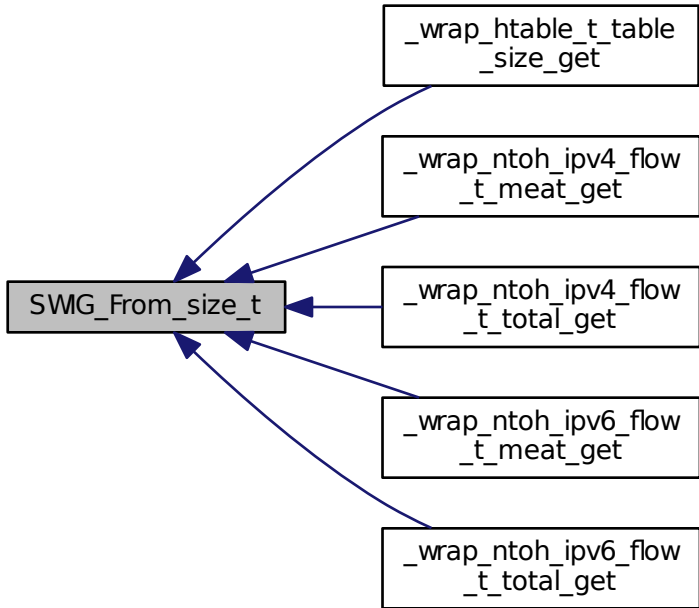 _wrap_htable_t_table
_size_get
_wrap_ntoh_ipv4_flow
_t_meat_get
_wrap_ntoh_ipv4_flow
_t_total_get
SWIG_From_size_t
_wrap_ntoh_ipv6_flow
_t_meat_get
_wrap_ntoh_ipv6_flow
_t_total_get